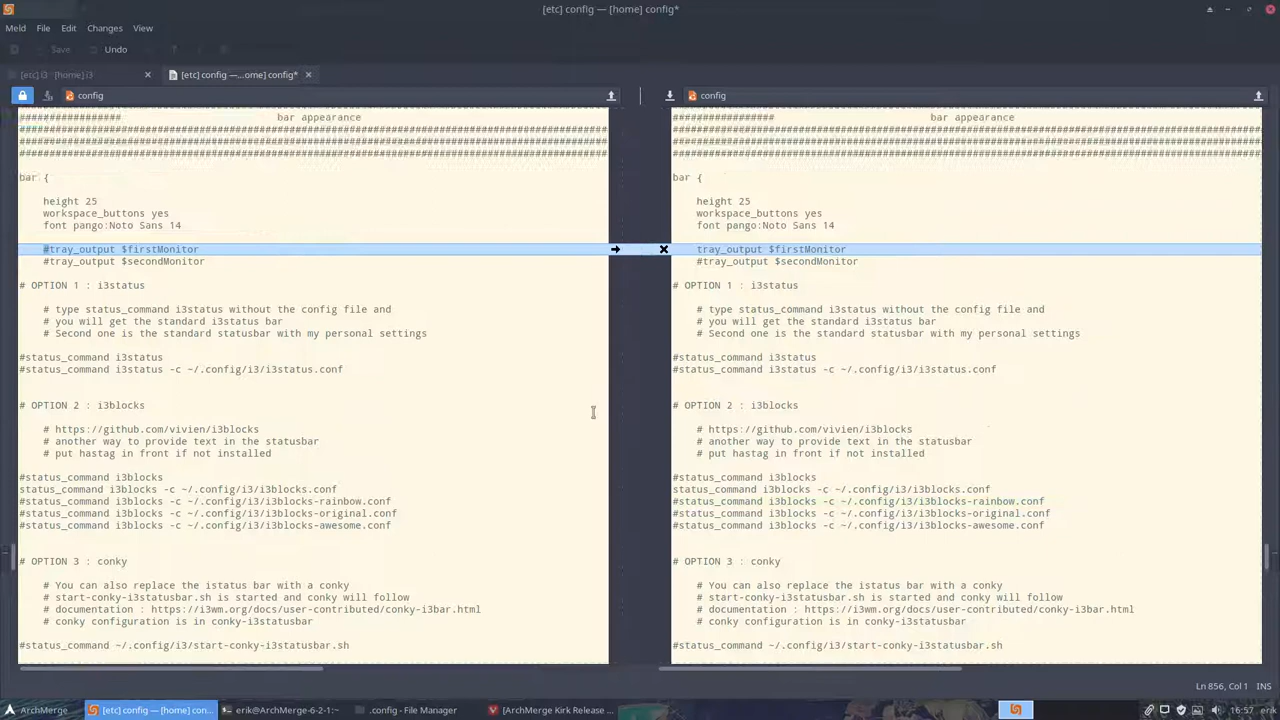 [etc] config — [home] config*
Meld File Edit Changes View
Save Undo
[etc] i3 : [home] i3 [etc] config —...ome] config*
config
################ bar appearance
bar {
height 25
workspace_buttons yes
font pango:Noto Sans 14
#tray_output $firstMonitor
#tray_output $secondMonitor
# OPTION 1 : i3status
# type status_command i3status without the config file and
# you will get the standard i3status bar
# Second one is the standard statusbar with my personal settings
#status_command i3status
#status_command i3status -c ~/.config/i3/i3status.conf
# OPTION 2 : i3blocks
# https://github.com/vivien/i3blocks
# another way to provide text in the statusbar
# put hastag in front if not installed
#status_command i3blocks
status_command i3blocks -c ~/.config/i3/i3blocks.conf
#status_command i3blocks -c ~/.config/i3/i3blocks-rainbow.conf
#status_command i3blocks -c ~/.config/i3/i3blocks-original.conf
#status_command i3blocks -c ~/.config/i3/i3blocks-awesome.conf
# OPTION 3 : conky
# You can also replace the istatus bar with a conky
# start-conky-i3statusbar.sh is started and conky will follow
# documentation : https://i3wm.org/docs/user-contributed/conky-i3bar.html
# conky configuration is in conky-i3statusbar
#status_command ~/.config/i3/start-conky-i3statusbar.sh
config
################ bar appearance
bar {
height 25
workspace_buttons yes
font pango:Noto Sans 14
tray_output $firstMonitor
#tray_output $secondMonitor
# OPTION 1 : i3status
# type status_command i3status without the config file and
# you will get the standard i3status bar
# Second one is the standard statusbar with my personal settings
#status_command i3status
#status_command i3status -c ~/.config/i3/i3status.conf
# OPTION 2 : i3blocks
# https://github.com/vivien/i3blocks
# another way to provide text in the statusbar
# put hastag in front if not installed
#status_command i3blocks
status_command i3blocks -c ~/.config/i3/i3blocks.conf
#status_command i3blocks -c ~/.config/i3/i3blocks-rainbow.conf
#status_command i3blocks -c ~/.config/i3/i3blocks-original.conf
#status_command i3blocks -c ~/.config/i3/i3blocks-awesome.conf
# OPTION 3 : conky
# You can also replace the istatus bar with a conky
# start-conky-i3statusbar.sh is started and conky will follow
# documentation : https://i3wm.org/docs/user-contributed/conky-i3bar.html
# conky configuration is in conky-i3statusbar
#status_command ~/.config/i3/start-conky-i3statusbar.sh
Ln 856, Col 1 INS
ArchMerge [etc] config — [home] con... erik@ArchMerge-6-2-1:~ .config - File Manager [ArchMerge Kirk Release ... 16:57 erik